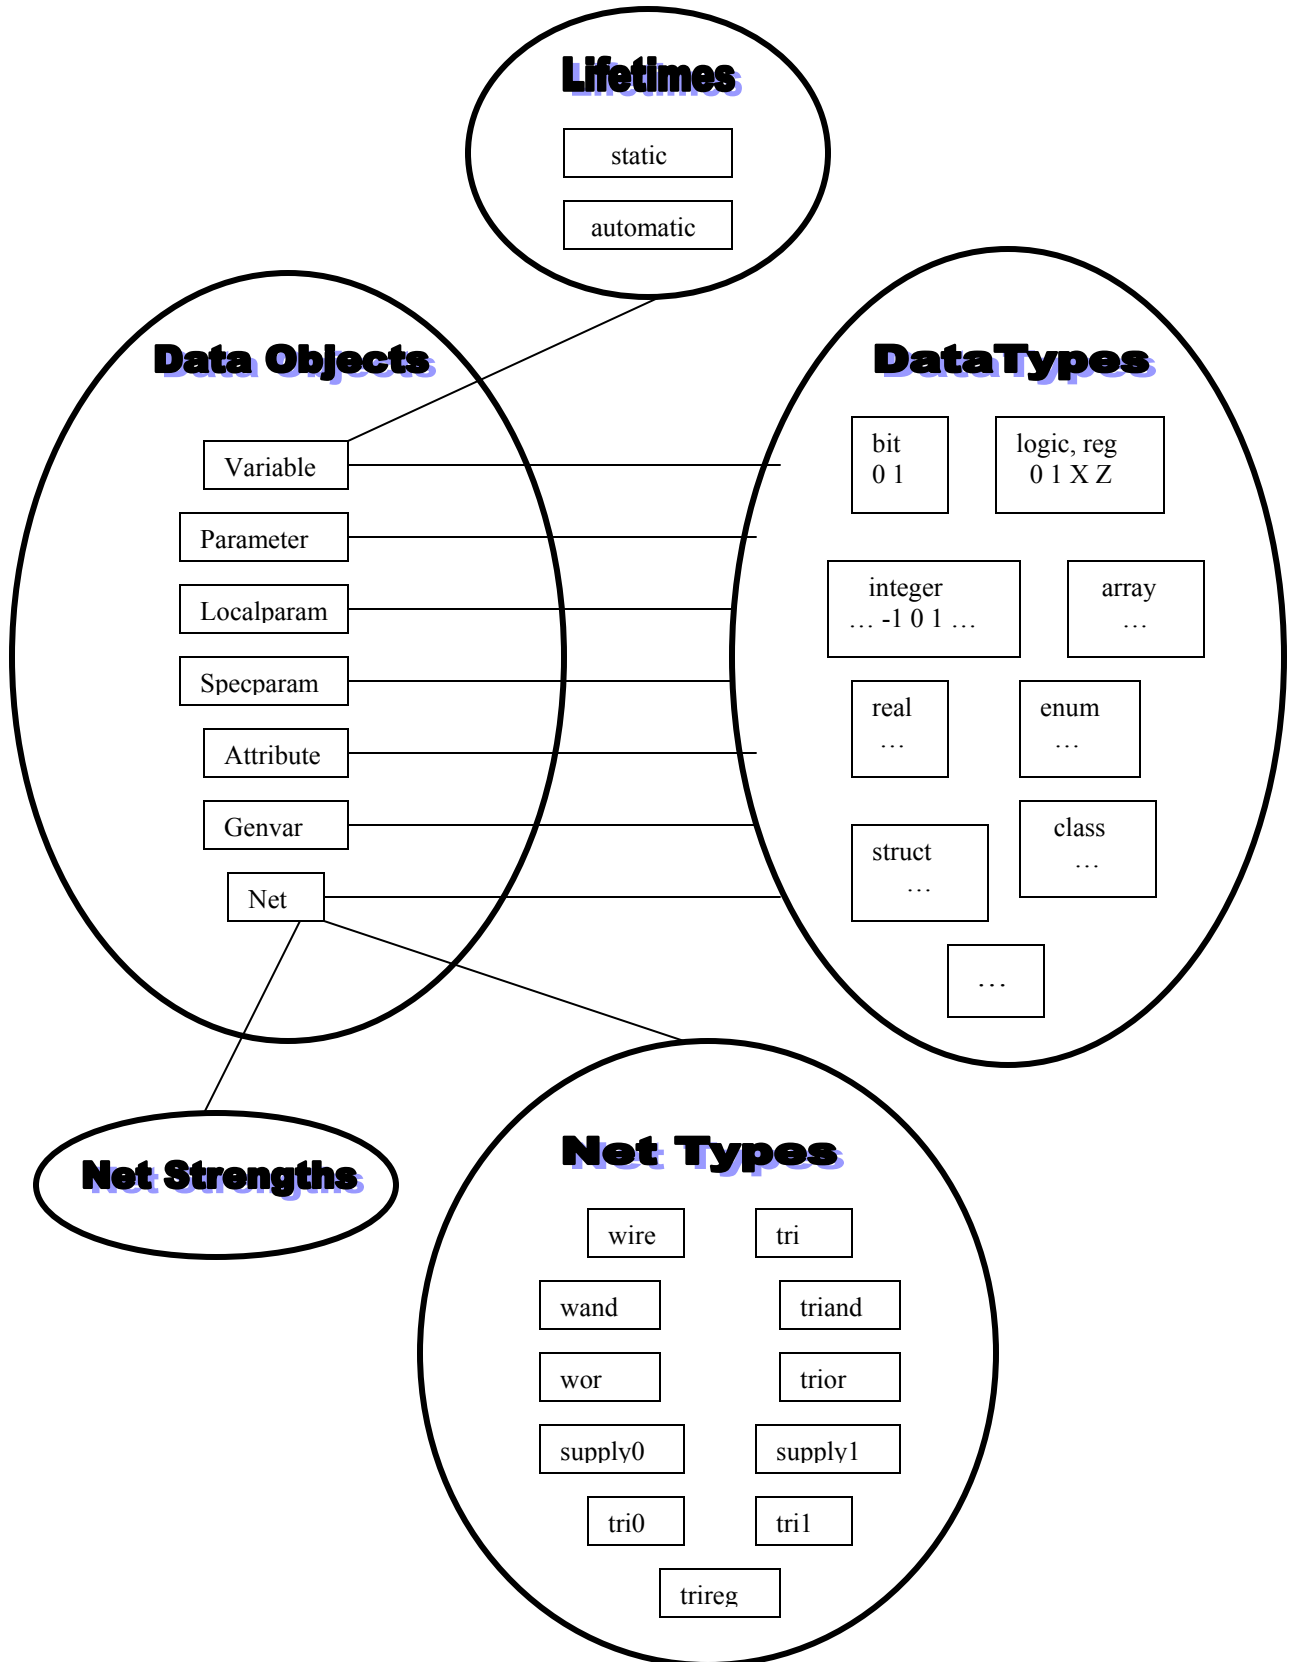 Lifetimes
static
automatic
Data Objects
Variable
Parameter
Localparam
Specparam
Attribute
Genvar
Net
DataTypes
bit
0 1
logic, reg
0 1 X Z
integer
… -1 0 1 …
array
…
real
…
enum
…
struct
…
class
…
…
Net Strengths
Net Types
wire
tri
wand
triand
wor
trior
supply0
supply1
tri0
tri1
trireg